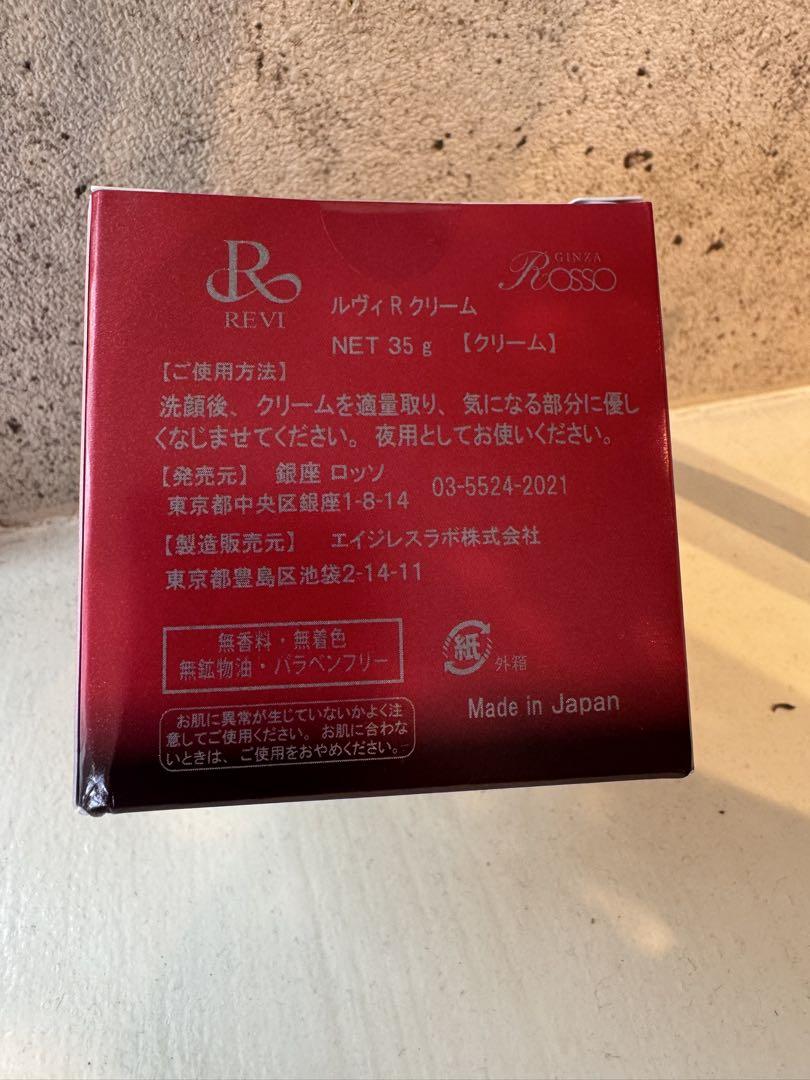 R
REVI
GINZA
Rosso
ルヴィRクリーム
NET 35g 【クリーム】
【ご使用方法】
洗顔後、クリームを適量取り、気になる部分に優し
くなじませてください。夜用としてお使いください。
【発売元】 銀座 ロッソ
東京都中央区銀座1-8-14 03-5524-2021
【製造販売元】 エイジレスラボ株式会社
東京都豊島区池袋2-14-11
無香料・無着色
無鉱物油・パラベンフリー
紙 外箱
Made in Japan
お肌に異常が生じていないかよく注
意してご使用ください。お肌に合わな
いときは、ご使用をおやめください。